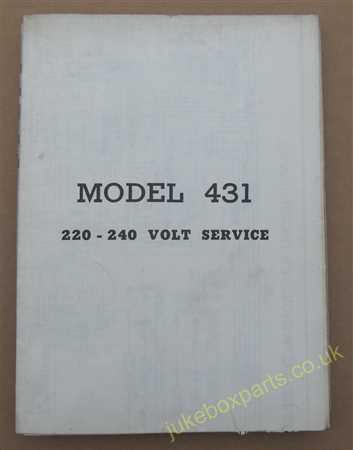 MODEL 431
220 - 240 VOLT SERVICE
jukeboxparts.co.uk